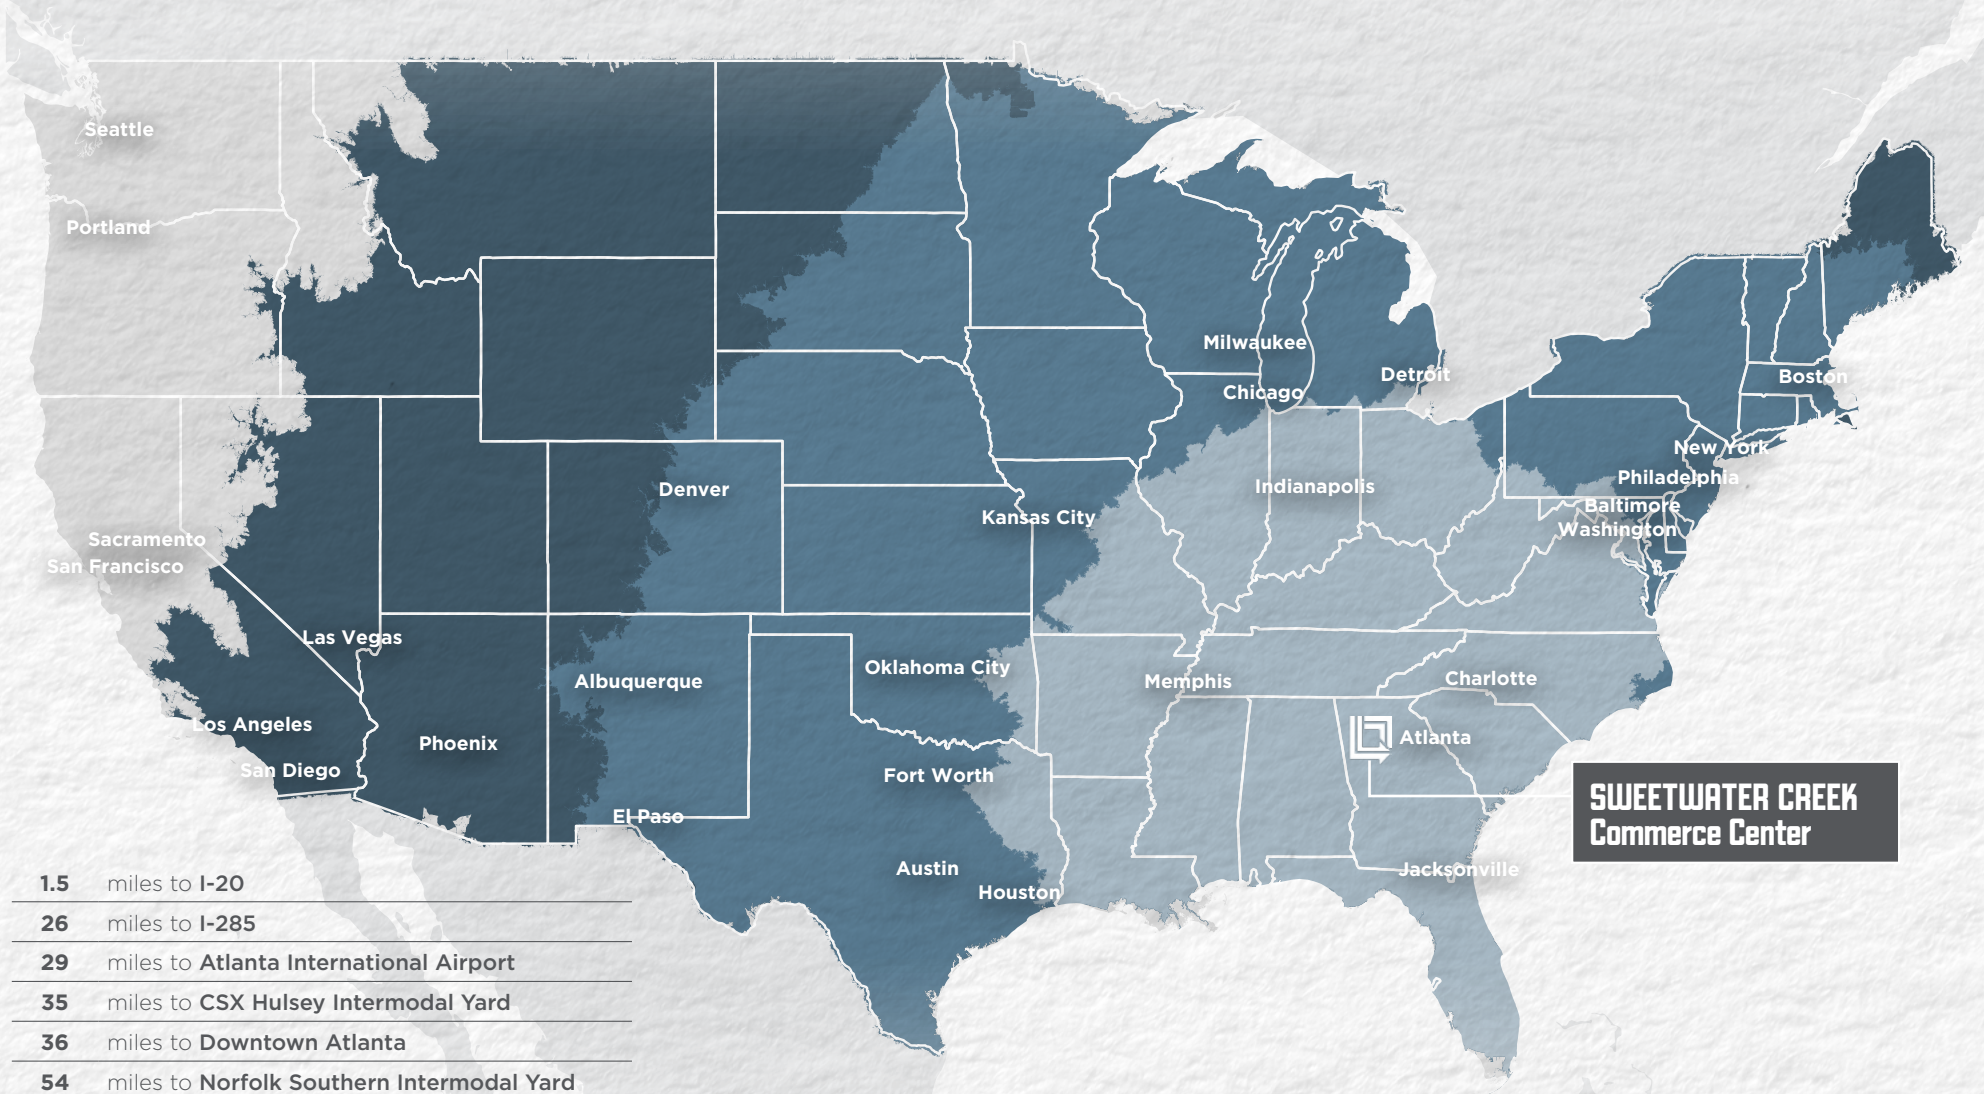 Seattle
Portland
Milwaukee
Detroit
Boston
Chicago
New York
Philadelphia
Denver
Indianapolis
Baltimore
Kansas City
Washington
Sacramento
San Francisco
Las Vegas
Oklahoma City
Albuquerque
Memphis
Charlotte
Los Angeles
Phoenix
Atlanta
San Diego
Fort Worth
El Paso
SWEETWATER CREEK
Commerce Center
Austin
Jacksonville
Houston
1.5 miles to I-20
26 miles to I-285
29 miles to Atlanta International Airport
35 miles to CSX Hulsey Intermodal Yard
36 miles to Downtown Atlanta
54 miles to Norfolk Southern Intermodal Yard